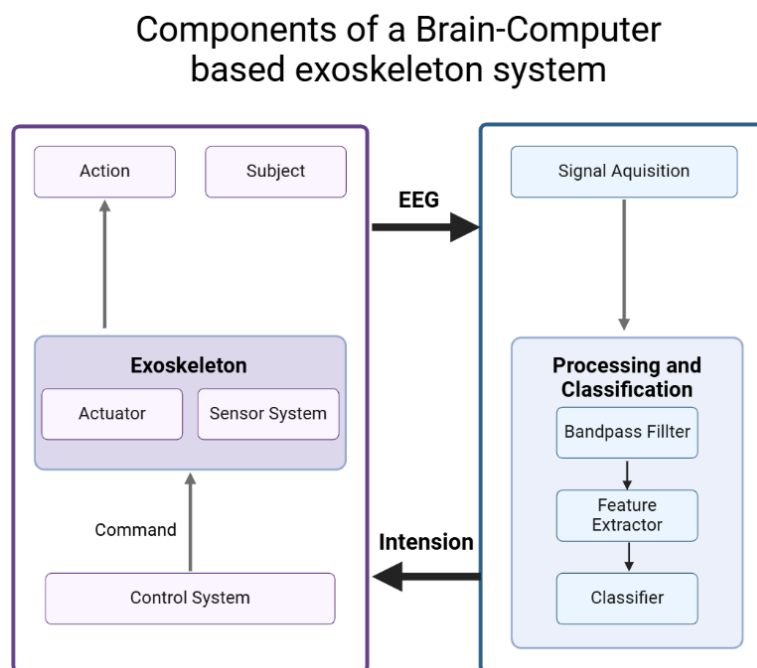 Components of a Brain-Computer
based exoskeleton system
Action
Subject
Exoskeleton
Actuator
Sensor System
Command
Control System
EEG
Intension
Signal Aquisition
Processing and
Classification
Bandpass Fillter
Feature
Extractor
Classifier